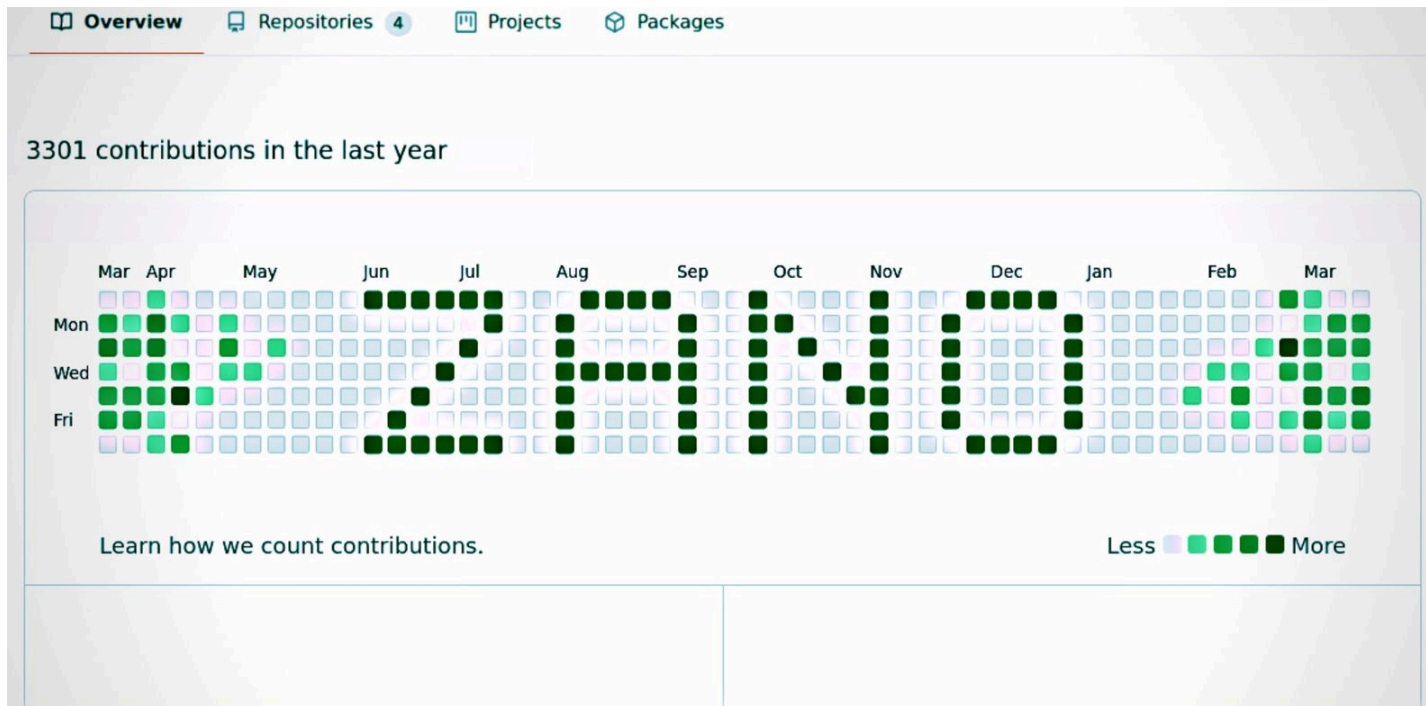 Overview Repositories 4 Projects Packages
3301 contributions in the last year
Mar Apr May Jun Jul Aug Sep Oct Nov Dec Jan Feb Mar
Mon
Wed
Fri
ZANO
Learn how we count contributions.
Less More